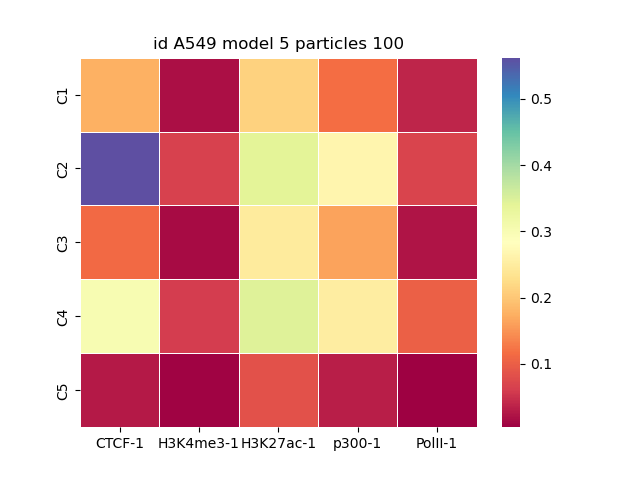 id A549 model 5 particles 100
C1
C2
C3
C4
C5
CTCF-1 H3K4me3-1 H3K27ac-1 p300-1 PolII-1
0.5
0.4
0.3
0.2
0.1